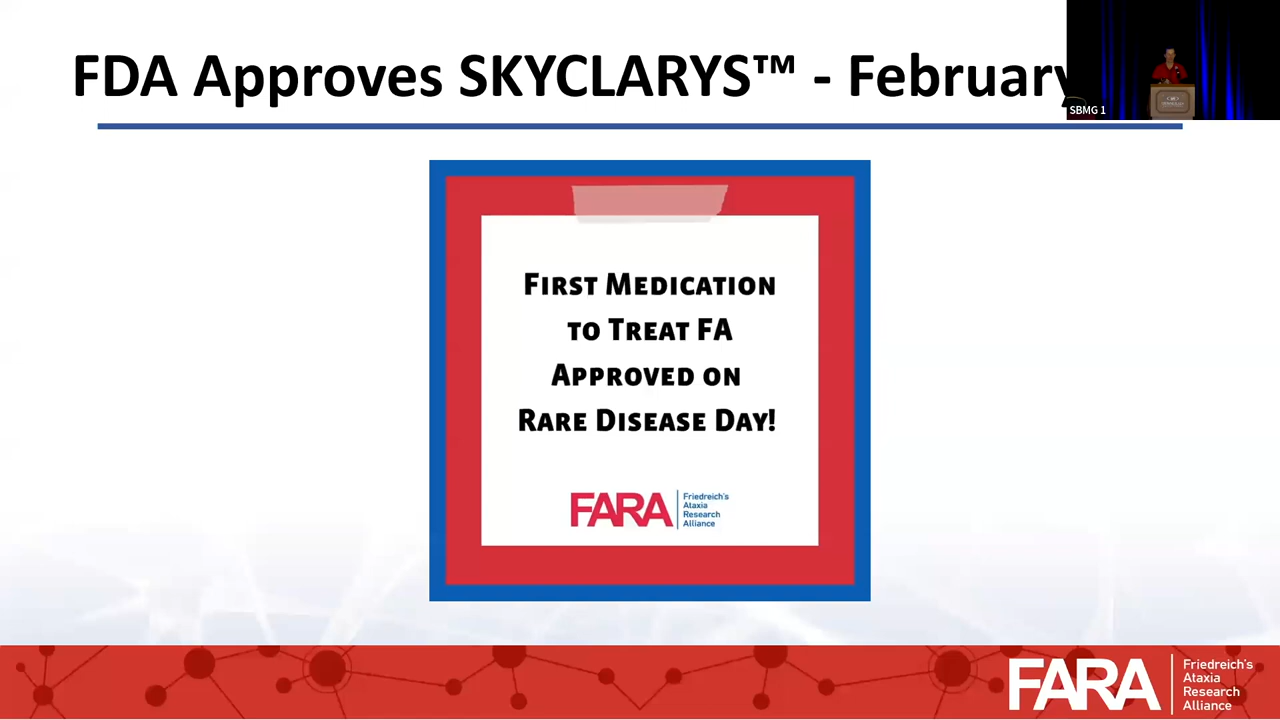 FDA Approves SKYCLARYS™ - February
SBMG 1
First Medication
to Treat FA
Approved on
Rare Disease Day!
FARA
Friedreich's
Ataxia
Research
Alliance
FARA
Friedreich's
Ataxia
Research
Alliance